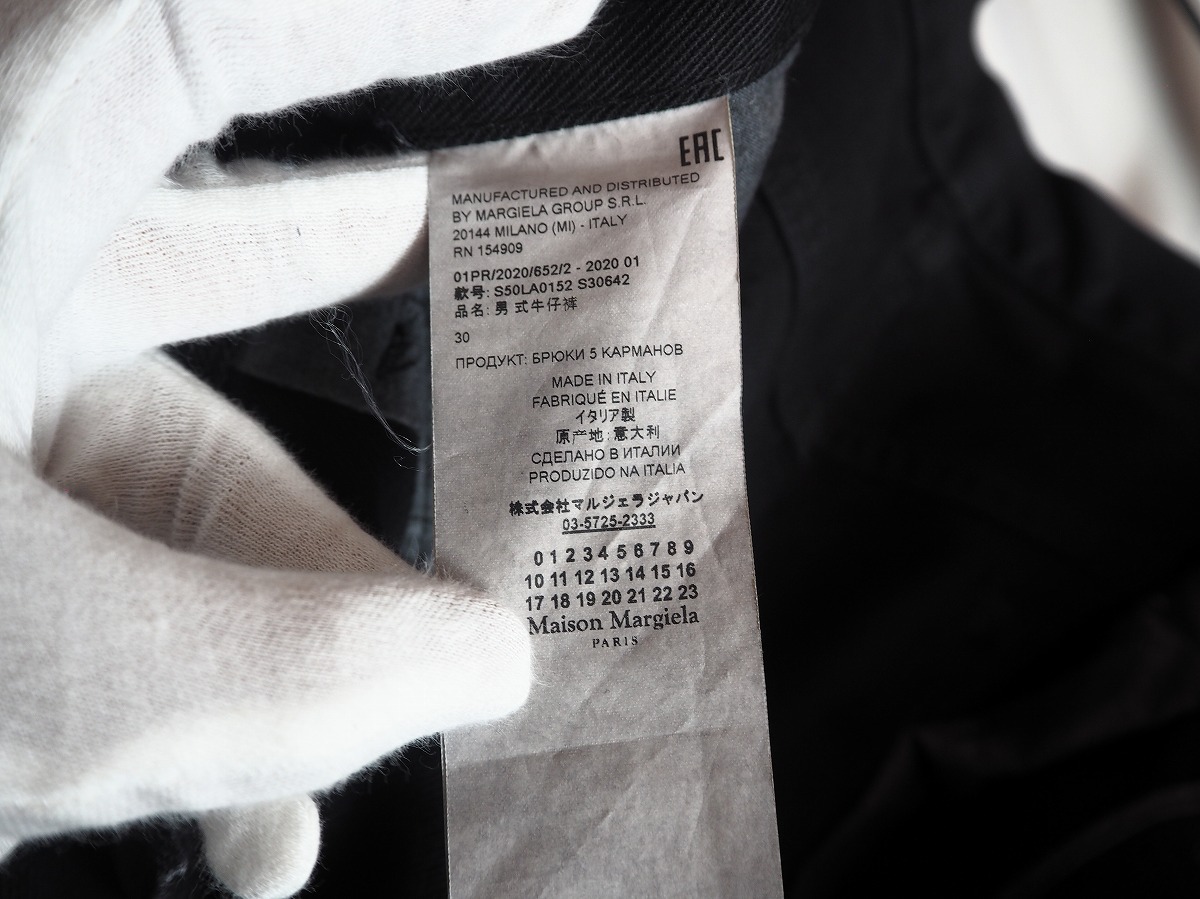 EAC
MANUFACTURED AND DISTRIBUTED
BY MARGIELA GROUP S.R.L.
20144 MILANO (MI) - ITALY
RN 154909
01PR/2020/652/2 - 2020 01
款号: S50LA0152 S30642
品名: 男 式牛仔裤
30
ПРОДУКТ: БРЮКИ 5 КАРМАНОВ
MADE IN ITALY
FABRIQUÉ EN ITALIE
イタリア製
原产地: 意大利
СДЕЛАНО В ИТАЛИИ
PRODUZIDO NA ITALIA
株式会社マルジェラジャパン
03-5725-2333
0 1 2 3 4 5 6 7 8 9
10 11 12 13 14 15 16
17 18 19 20 21 22 23
Maison Margiela
PARIS